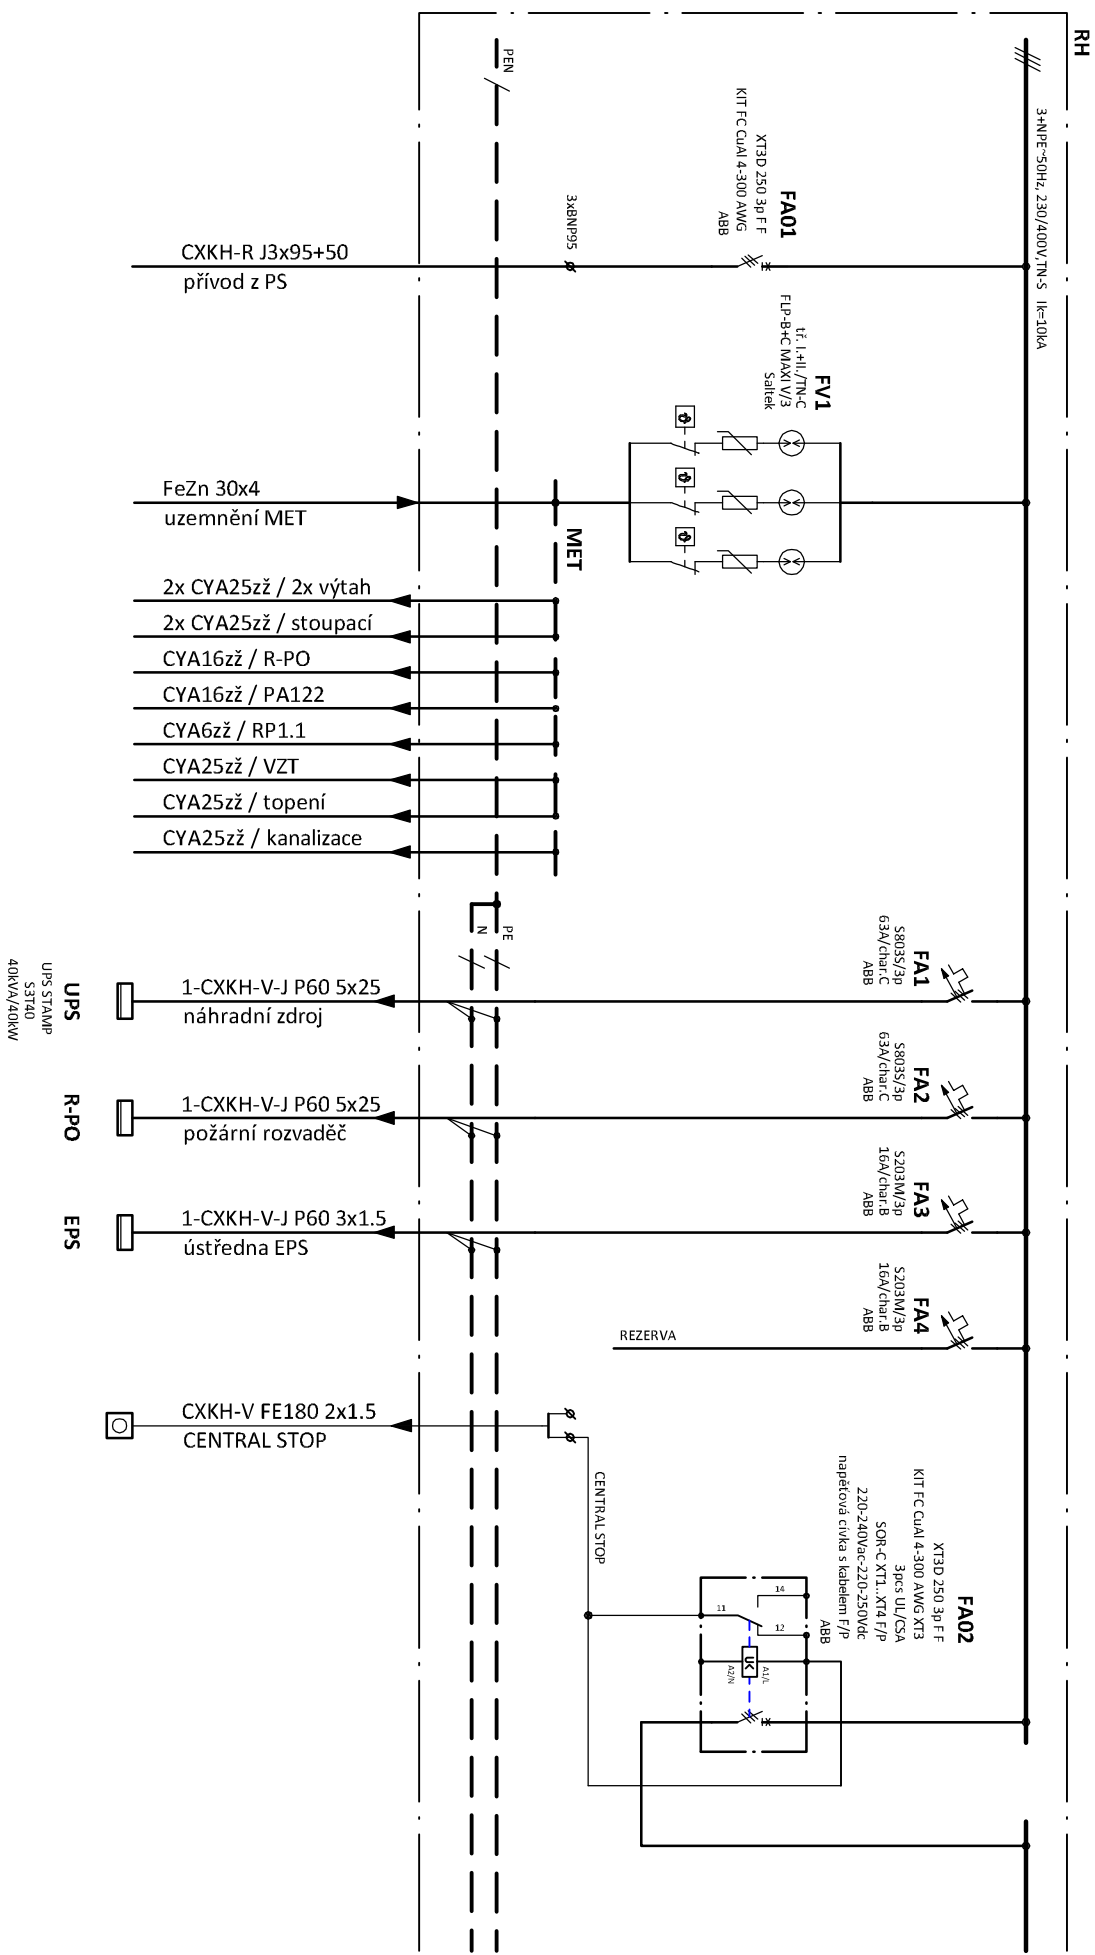 RH
3+NPE~50Hz, 230/400V,TN-S Ik=10kA
PEN
FA01
XT3D 250 3p F F
KIT FC CuAl 4-300 AWG
ABB
3xBNP95
CXKH-R J3x95+50
přívod z PS
FV1
tř. I.+II./TN-C
FLP-B+C MAXI V/3
Saltek
ϑ
ϑ
ϑ
FeZn 30x4
uzemnění MET
MET
2x CYA25zž / 2x výtah
2x CYA25zž / stoupací
CYA16zž / R-PO
CYA16zž / PA122
CYA6zž / RP1.1
CYA25zž / VZT
CYA25zž / topení
CYA25zž / kanalizace
PE
N
FA1
S803S/3p
63A/char.C
ABB
1-CXKH-V-J P60 5x25
náhradní zdroj
UPS
UPS STAMP
S3T40
40kVA/40kW
FA2
S803S/3p
63A/char.C
ABB
1-CXKH-V-J P60 5x25
požární rozvaděč
R-PO
FA3
S203M/3p
16A/char.B
ABB
1-CXKH-V-J P60 3x1.5
ústředna EPS
EPS
FA4
S203M/3p
16A/char.B
ABB
REZERVA
CXKH-V FE180 2x1.5
CENTRAL STOP
CENTRAL STOP
FA02
XT3D 250 3p F F
KIT FC CuAl 4-300 AWG XT3
3pcs UL/CSA
SOR-C XT1..XT4 F/P
220-240Vac-220-250Vdc
napěťová cívka s kabelem F/P
ABB
14
11
12
UK
A1/L
A2/N